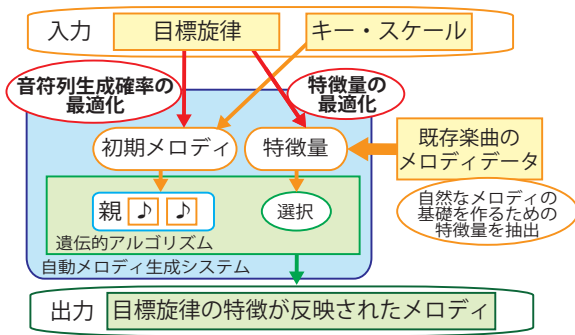 入力
目標旋律
キー・スケール
音符列生成確率の
最適化
特徴量の
最適化
初期メロディ
特徴量
既存楽曲の
メロディデータ
自然なメロディの
基礎を作るための
特徴量を抽出
親 ♪ ♪
選択
遺伝的アルゴリズム
自動メロディ生成システム
出力
目標旋律の特徴が反映されたメロディ